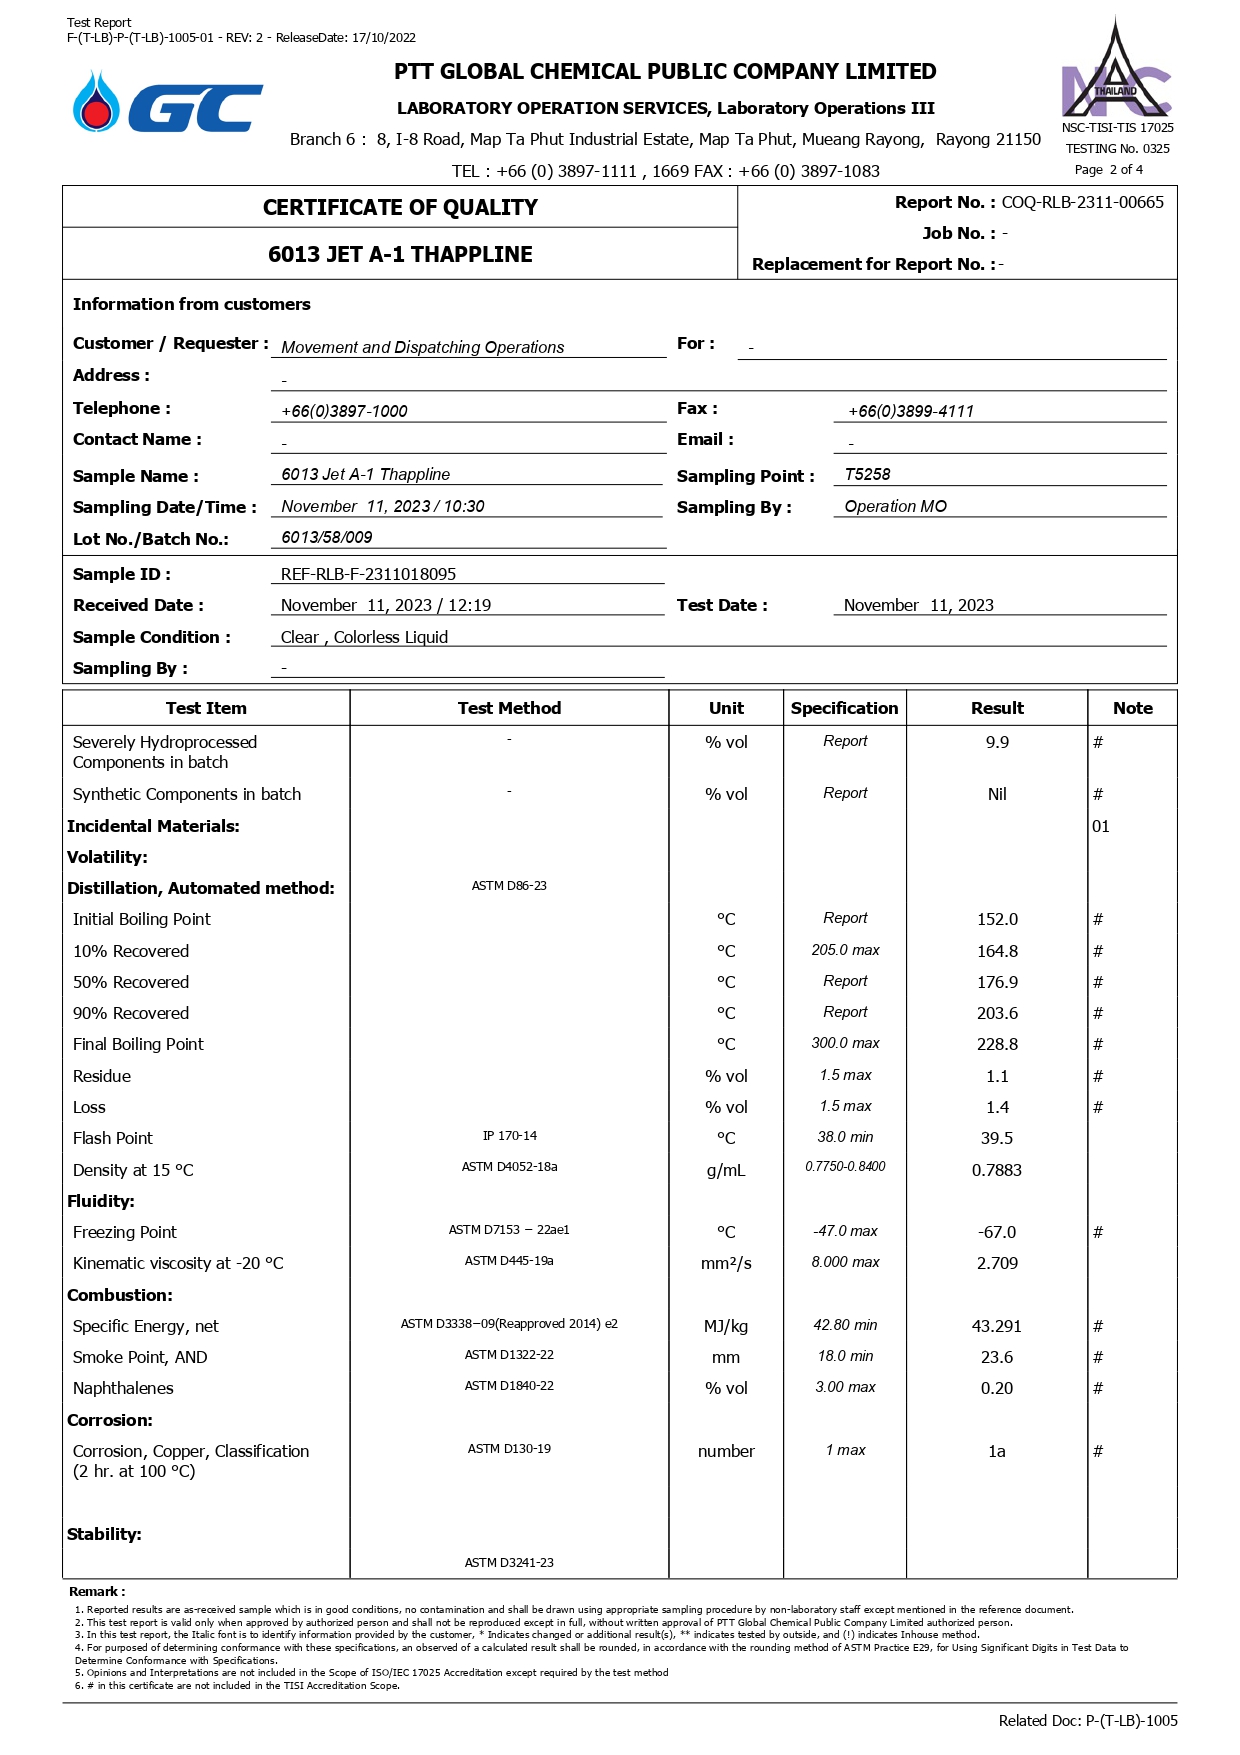 Test Report
F-(T-LB)-P-(T-LB)-1005-01 - REV: 2 - ReleaseDate: 17/10/2022
GC
PTT GLOBAL CHEMICAL PUBLIC COMPANY LIMITED
LABORATORY OPERATION SERVICES, Laboratory Operations III
Branch 6 : 8, I-8 Road, Map Ta Phut Industrial Estate, Map Ta Phut, Mueang Rayong, Rayong 21150
TEL : +66 (0) 3897-1111 , 1669 FAX : +66 (0) 3897-1083
NSC
THAILAND
NSC-TISI-TIS 17025
TESTING No. 0325
Page 2 of 4
CERTIFICATE OF QUALITY
6013 JET A-1 THAPPLINE
Report No. : COQ-RLB-2311-00665
Job No. : -
Replacement for Report No. : -
Information from customers
Customer / Requester : Movement and Dispatching Operations For : -
Address : -
Telephone : +66(0)3897-1000 Fax : +66(0)3899-4111
Contact Name : - Email : -
Sample Name : 6013 Jet A-1 Thappline Sampling Point : T5258
Sampling Date/Time : November 11, 2023 / 10:30 Sampling By : Operation MO
Lot No./Batch No.: 6013/58/009
Sample ID : REF-RLB-F-2311018095
Received Date : November 11, 2023 / 12:19 Test Date : November 11, 2023
Sample Condition : Clear , Colorless Liquid
Sampling By : -
Test Item Test Method Unit Specification Result Note
Severely Hydroprocessed - % vol Report 9.9 #
Components in batch
Synthetic Components in batch - % vol Report Nil #
Incidental Materials: 01
Volatility:
Distillation, Automated method: ASTM D86-23
Initial Boiling Point °C Report 152.0 #
10% Recovered °C 205.0 max 164.8 #
50% Recovered °C Report 176.9 #
90% Recovered °C Report 203.6 #
Final Boiling Point °C 300.0 max 228.8 #
Residue % vol 1.5 max 1.1 #
Loss % vol 1.5 max 1.4 #
Flash Point IP 170-14 °C 38.0 min 39.5
Density at 15 °C ASTM D4052-18a g/mL 0.7750-0.8400 0.7883
Fluidity:
Freezing Point ASTM D7153 − 22ae1 °C -47.0 max -67.0 #
Kinematic viscosity at -20 °C ASTM D445-19a mm²/s 8.000 max 2.709
Combustion:
Specific Energy, net ASTM D3338−09(Reapproved 2014) e2 MJ/kg 42.80 min 43.291 #
Smoke Point, AND ASTM D1322-22 mm 18.0 min 23.6 #
Naphthalenes ASTM D1840-22 % vol 3.00 max 0.20 #
Corrosion:
Corrosion, Copper, Classification ASTM D130-19 number 1 max 1a #
(2 hr. at 100 °C)
Stability:
ASTM D3241-23
Remark :
1. Reported results are as-received sample which is in good conditions, no contamination and shall be drawn using appropriate sampling procedure by non-laboratory staff except mentioned in the reference document.
2. This test report is valid only when approved by authorized person and shall not be reproduced except in full, without written approval of PTT Global Chemical Public Company Limited authorized person.
3. In this test report, the Italic font is to identify information provided by the customer, * Indicates changed or additional result(s), ** indicates tested by outside, and (!) indicates Inhouse method.
4. For purposed of determining conformance with these specifications, an observed of a calculated result shall be rounded, in accordance with the rounding method of ASTM Practice E29, for Using Significant Digits in Test Data to
Determine Conformance with Specifications.
5. Opinions and Interpretations are not included in the Scope of ISO/IEC 17025 Accreditation except required by the test method
6. # in this certificate are not included in the TISI Accreditation Scope.
Related Doc: P-(T-LB)-1005